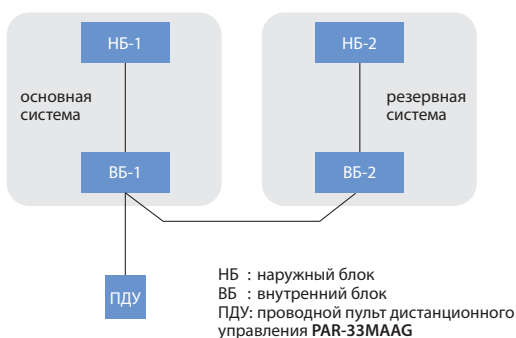 НБ-1
НБ-2
основная
система
резервная
система
ВБ-1
ВБ-2
ПДУ
НБ : наружный блок
ВБ : внутренний блок
ПДУ: проводной пульт дистанционного
управления PAR-33MAAG